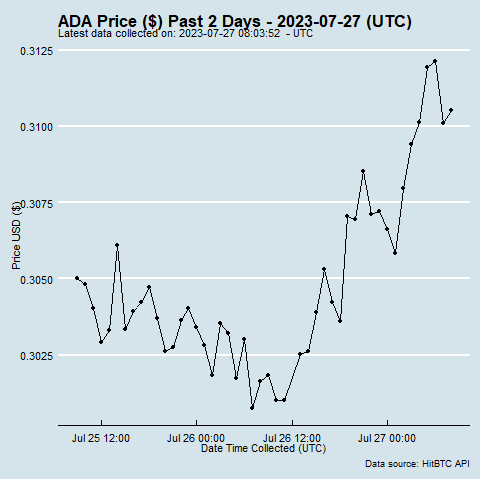 ADA Price ($) Past 2 Days - 2023-07-27 (UTC)
Latest data collected on: 2023-07-27 08:03:52 - UTC
Price USD ($)
0.3125
0.3100
0.3075
0.3050
0.3025
Jul 25 12:00
Jul 26 00:00
Jul 26 12:00
Jul 27 00:00
Date Time Collected (UTC)
Data source: HitBTC API